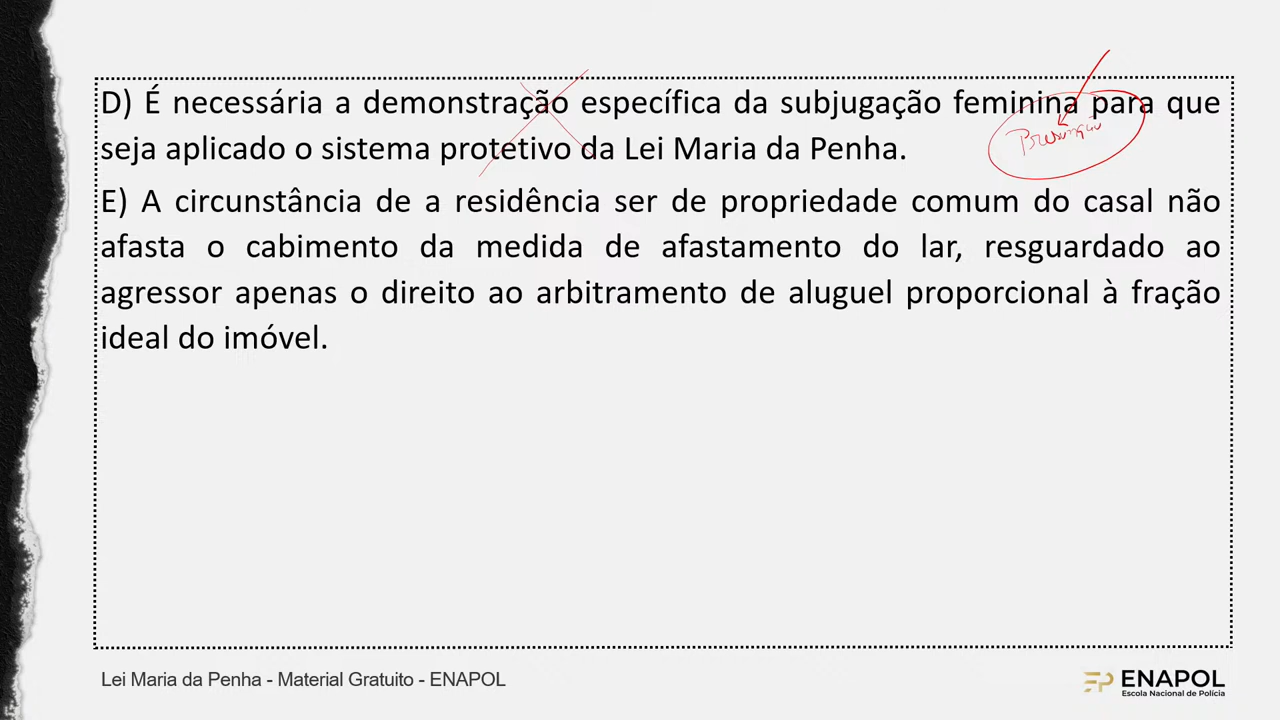 D) É necessária a demonstração específica da subjugação feminina para que
seja aplicado o sistema protetivo da Lei Maria da Penha.
Presunção
E) A circunstância de a residência ser de propriedade comum do casal não
afasta o cabimento da medida de afastamento do lar, resguardado ao
agressor apenas o direito ao arbitramento de aluguel proporcional à fração
ideal do imóvel.
Lei Maria da Penha - Material Gratuito - ENAPOL
ENAPOL
Escola Nacional de Polícia